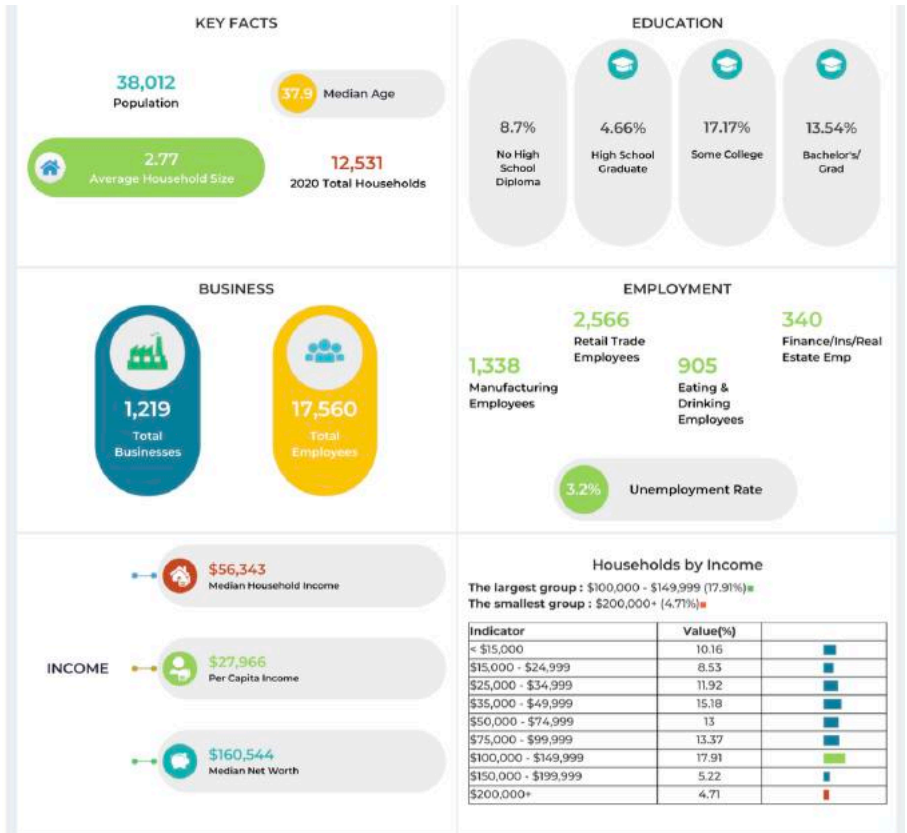 KEY FACTS
38,012
Population
37.9 Median Age
2.77
Average Household Size
12,531
2020 Total Households
EDUCATION
8.7%
No High
School
Diploma
4.66%
High School
Graduate
17.17%
Some College
13.54%
Bachelor's/
Grad
BUSINESS
1,219
Total
Businesses
17,560
Total
Employees
EMPLOYMENT
1,338
Manufacturing
Employees
2,566
Retail Trade
Employees
905
Eating &
Drinking
Employees
340
Finance/Ins/Real
Estate Emp
3.2% Unemployment Rate
INCOME
$56,343
Median Household Income
$27,966
Per Capita Income
$160,544
Median Net Worth
Households by Income
The largest group : $100,000 - $149,999 (17.91%)
The smallest group : $200,000+ (4.71%)
Indicator Value(%)
< $15,000 10.16
$15,000 - $24,999 8.53
$25,000 - $34,999 11.92
$35,000 - $49,999 15.18
$50,000 - $74,999 13
$75,000 - $99,999 13.37
$100,000 - $149,999 17.91
$150,000 - $199,999 5.22
$200,000+ 4.71